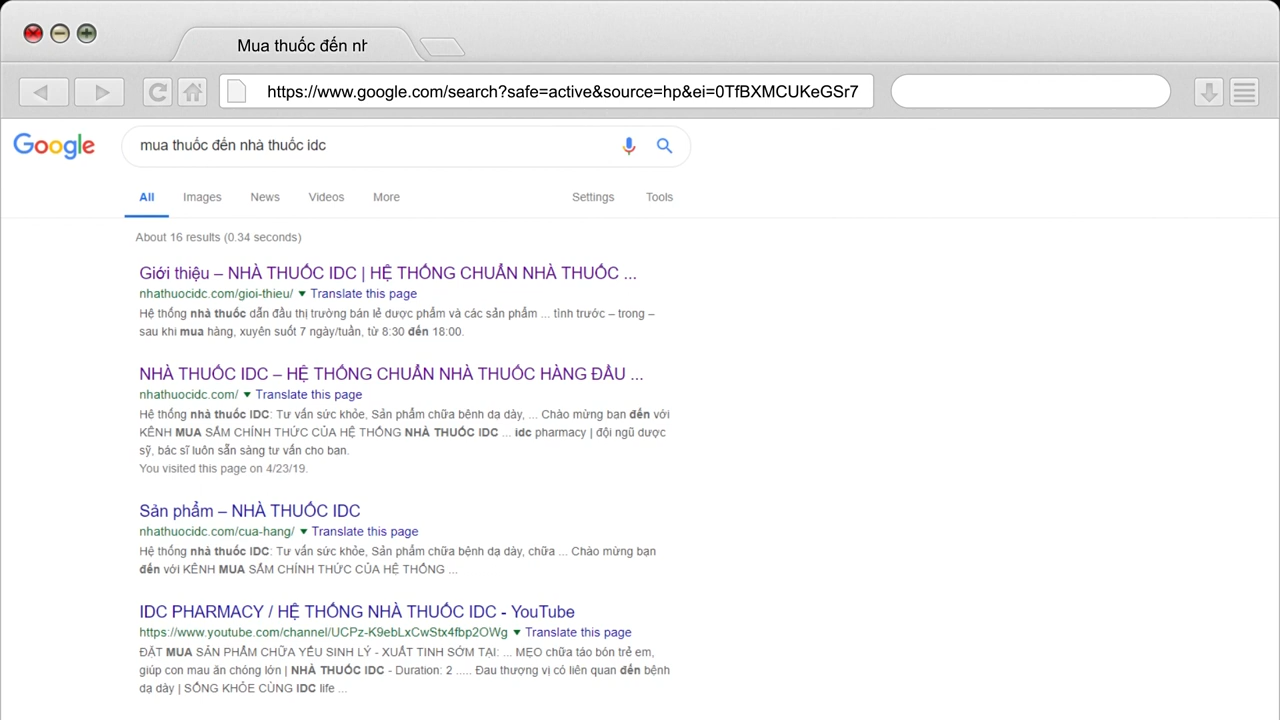 Mua thuốc đến nh
https://www.google.com/search?safe=active&source=hp&ei=0TfBXMCUKeGSr7
Google
mua thuốc đến nhà thuốc idc
All Images News Videos More Settings Tools
About 16 results (0.34 seconds)
Giới thiệu – NHÀ THUỐC IDC | HỆ THỐNG CHUẨN NHÀ THUỐC ...
nhathuocidc.com/gioi-thieu/ Translate this page
Hệ thống nhà thuốc dẫn đầu thị trường bán lẻ dược phẩm và các sản phẩm ... tình trước – trong –
sau khi mua hàng, xuyên suốt 7 ngày/tuần, từ 8:30 đến 18:00.
NHÀ THUỐC IDC – HỆ THỐNG CHUẨN NHÀ THUỐC HÀNG ĐẦU ...
nhathuocidc.com/ Translate this page
Hệ thống nhà thuốc IDC: Tư vấn sức khỏe, Sản phẩm chữa bệnh dạ dày, ... Chào mừng bạn đến với
KÊNH MUA SẮM CHÍNH THỨC CỦA HỆ THỐNG NHÀ THUỐC IDC ... idc pharmacy | đội ngũ dược
sỹ, bác sĩ luôn sẵn sàng tư vấn cho bạn.
You visited this page on 4/23/19.
Sản phẩm – NHÀ THUỐC IDC
nhathuocidc.com/cua-hang/ Translate this page
Hệ thống nhà thuốc IDC: Tư vấn sức khỏe, Sản phẩm chữa bệnh dạ dày, chữa ... Chào mừng bạn
đến với KÊNH MUA SẮM CHÍNH THỨC CỦA HỆ THỐNG ...
IDC PHARMACY / HỆ THỐNG NHÀ THUỐC IDC - YouTube
https://www.youtube.com/channel/UCPz-K9ebLxCwStx4fbp2OWg Translate this page
ĐẶT MUA SẢN PHẨM CHỮA YẾU SINH LÝ - XUẤT TINH SỚM TẠI: ... MẸO chữa táo bón trẻ em,
giúp con mau ăn chóng lớn | NHÀ THUỐC IDC - Duration: 2 ..... Đau thượng vị có liên quan đến bệnh
dạ dày | SỐNG KHỎE CÙNG IDC life ...